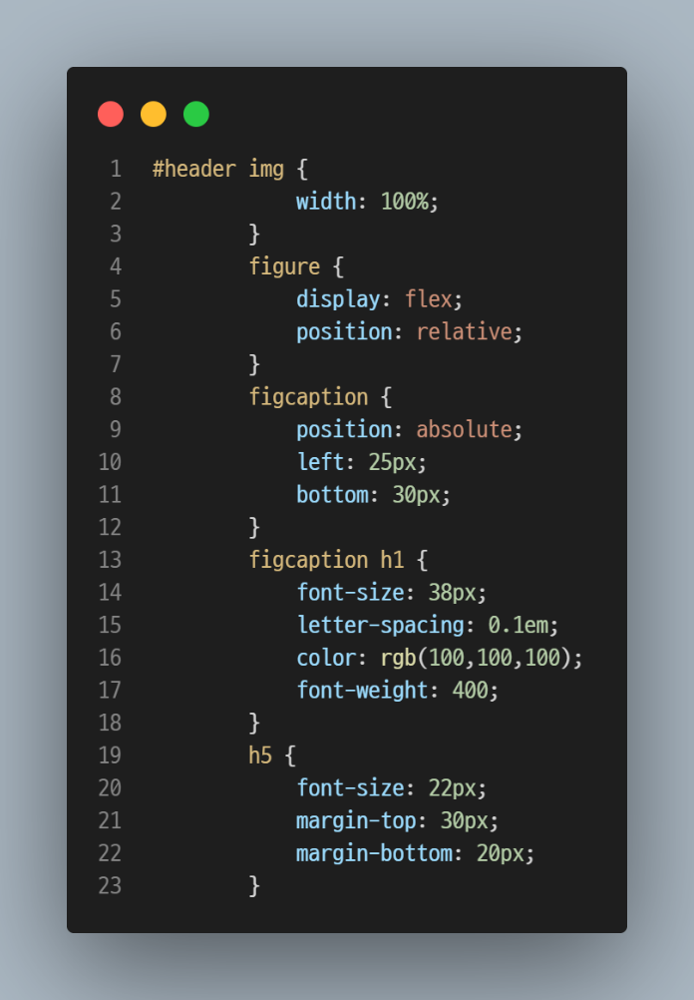 1 #header img {
2 width: 100%;
3 }
4 figure {
5 display: flex;
6 position: relative;
7 }
8 figcaption {
9 position: absolute;
10 left: 25px;
11 bottom: 30px;
12 }
13 figcaption h1 {
14 font-size: 38px;
15 letter-spacing: 0.1em;
16 color: rgb(100,100,100);
17 font-weight: 400;
18 }
19 h5 {
20 font-size: 22px;
21 margin-top: 30px;
22 margin-bottom: 20px;
23 }